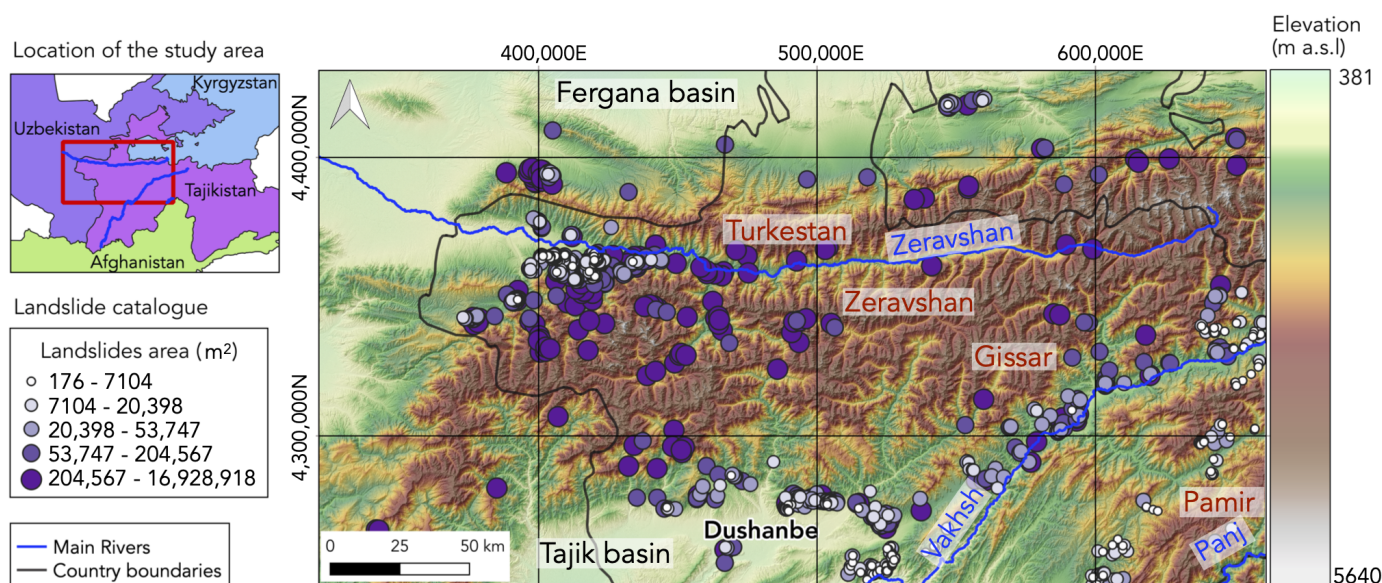 Location of the study area
Kyrgyzstan
Uzbekistan
Tajikistan
Afghanistan
Landslide catalogue
Landslides area (m²)
176 - 7104
7104 - 20,398
20,398 - 53,747
53,747 - 204,567
204,567 - 16,928,918
Main Rivers
Country boundaries
400,000E
500,000E
600,000E
4,400,000N
4,300,000N
Fergana basin
Turkestan
Zeravshan
Zeravshan
Gissar
Pamir
Vakhsh
Panj
Dushanbe
Tajik basin
0 25 50 km
Elevation
(m a.s.l)
381
5640